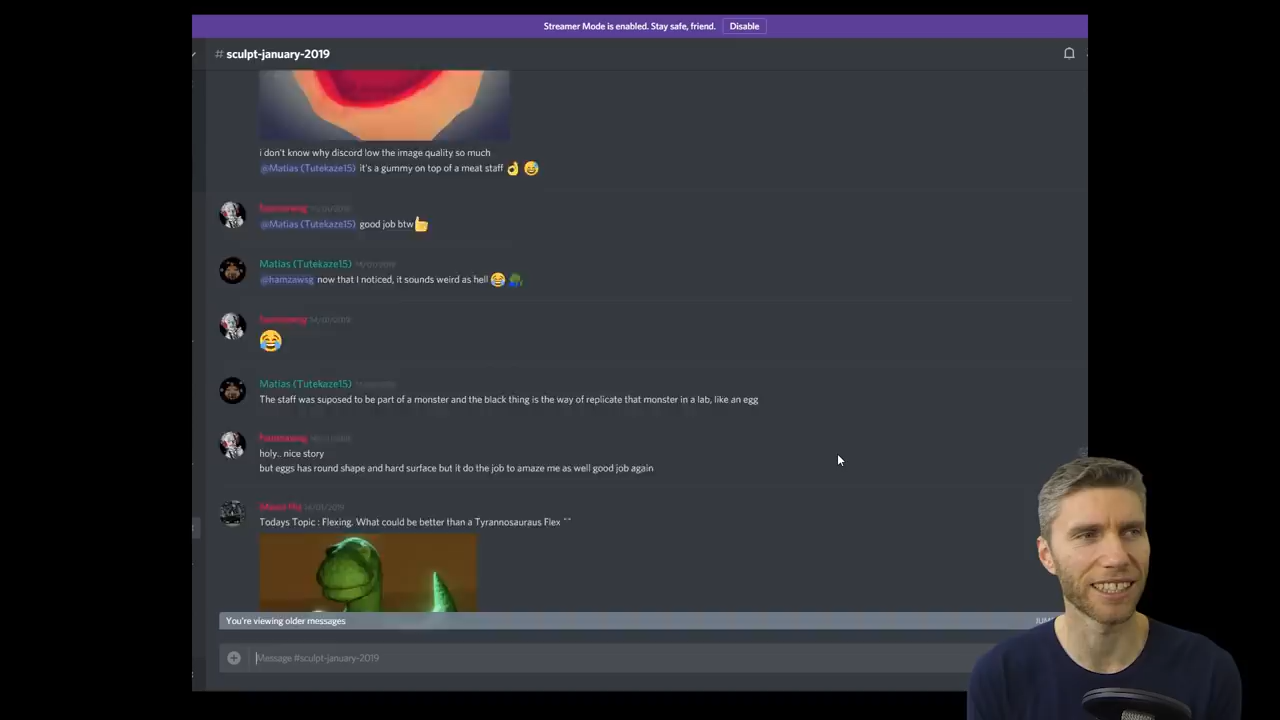 Streamer Mode is enabled. Stay safe, friend. Disable
# sculpt-january-2019
i don't know why discord low the image quality so much
@Matias (Tutekaze15) it's a gummy on top of a meat staff
@Matias (Tutekaze15) good job btw
Matias (Tutekaze15)
@hamzawsg now that I noticed, it sounds weird as hell
14/01/2019
Matias (Tutekaze15)
The staff was suposed to be part of a monster and the black thing is the way of replicate that monster in a lab, like an egg
holy.. nice story
but eggs has round shape and hard surface but it do the job to amaze me as well good job again
14/01/2019
Todays Topic : Flexing. What could be better than a Tyrannosauraus Flex ^^
You're viewing older messages
Message #sculpt-january-2019